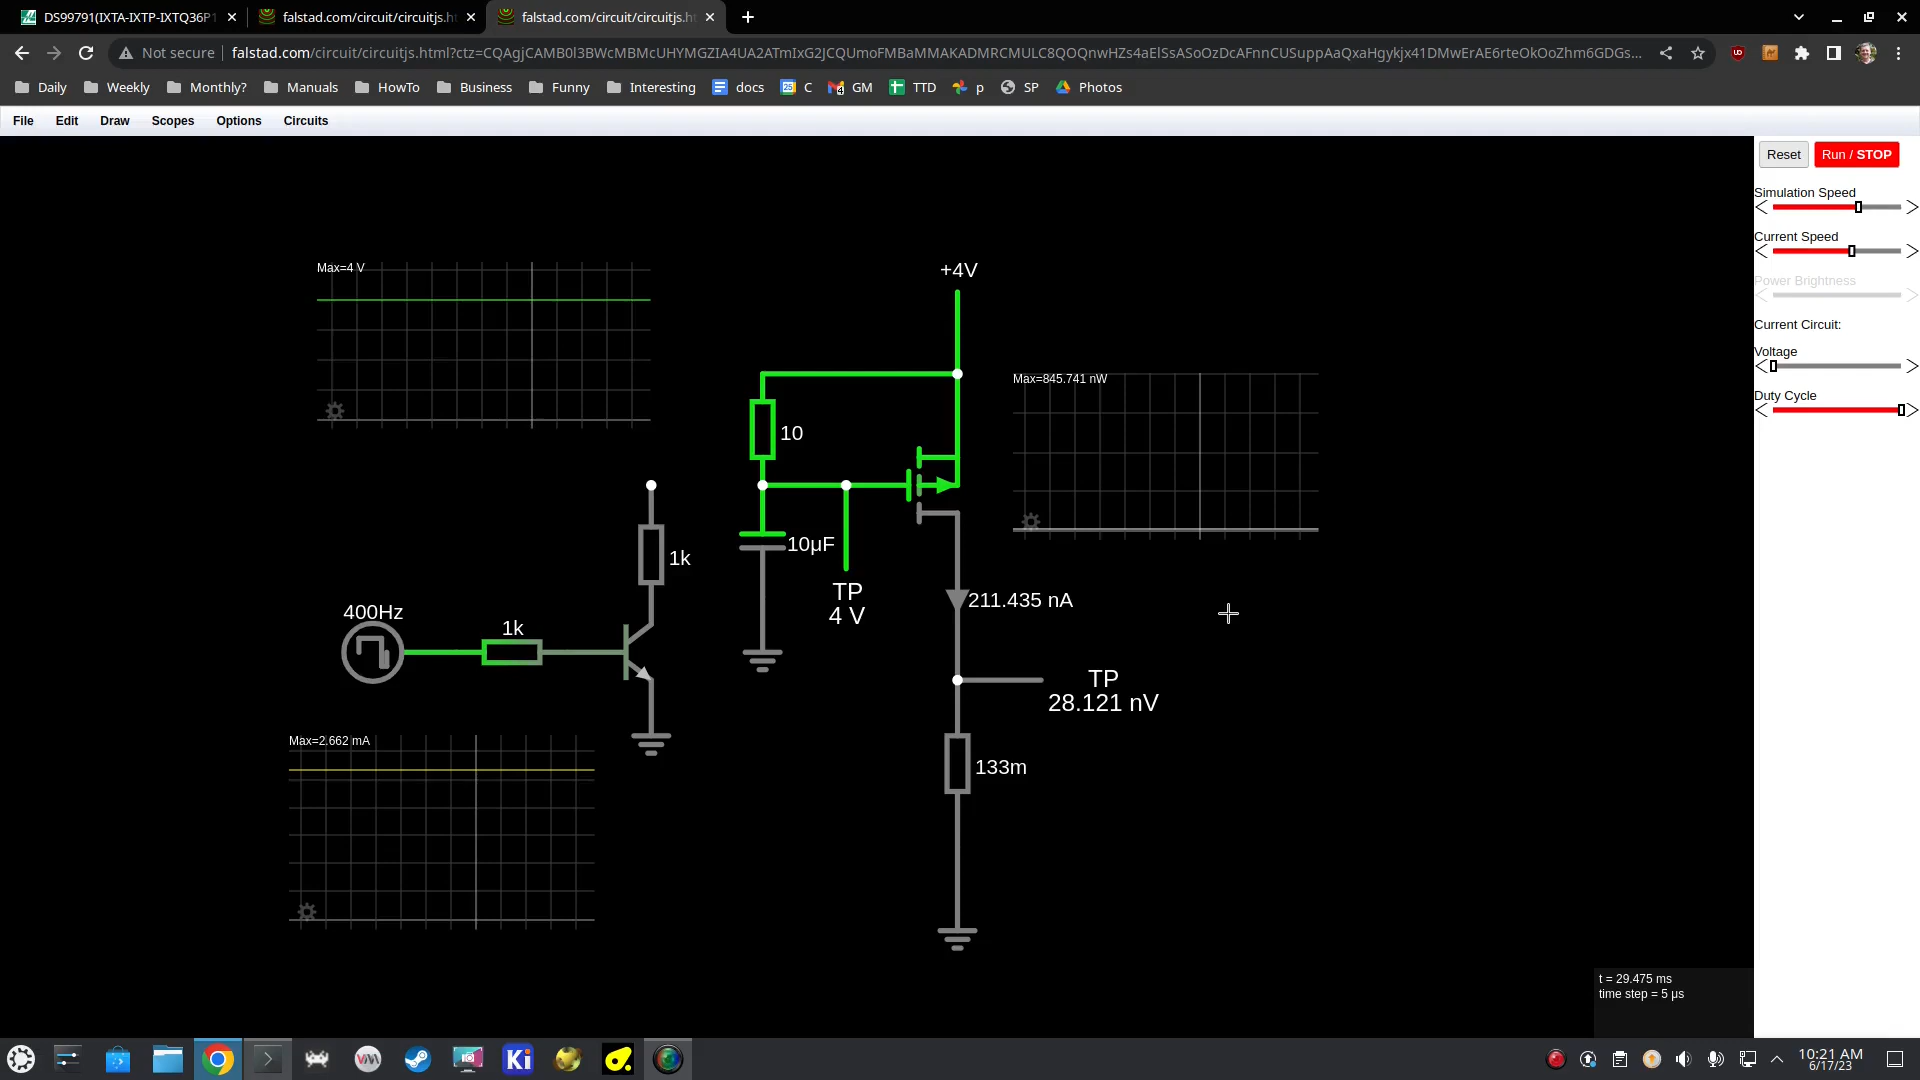 DS99791(IXTA-IXTP-IXTQ36P1
falstad.com/circuit/circuitjs.ht
falstad.com/circuit/circuitjs.ht
Not secure
falstad.com/circuit/circuitjs.html?ctz=CQAgjCAMB0l3BWcMBMcUHYMGZIA4UA2ATmIxG2JCQUmoFMBaMMAKADMRCMULC8QOQnwHZs4aElSsASoOzDcAFnnCUSuppAaQxaHgykjx41DMwErAE6rteOkOoZhm6GDGs...
Daily
Weekly
Monthly?
Manuals
HowTo
Business
Funny
Interesting
docs
C
GM
TTD
p
SP
Photos
File Edit Draw Scopes Options Circuits
Reset
Run / STOP
Simulation Speed
Current Speed
Power Brightness
Current Circuit:
Voltage
Duty Cycle
Max=4 V
+4V
Max=845.741 nW
10
10μF
1k
TP
4 V
211.435 nA
400Hz
1k
TP
28.121 nV
Max=2.662 mA
133m
t = 29.475 ms
time step = 5 μs
Ki
10:21 AM
6/17/23